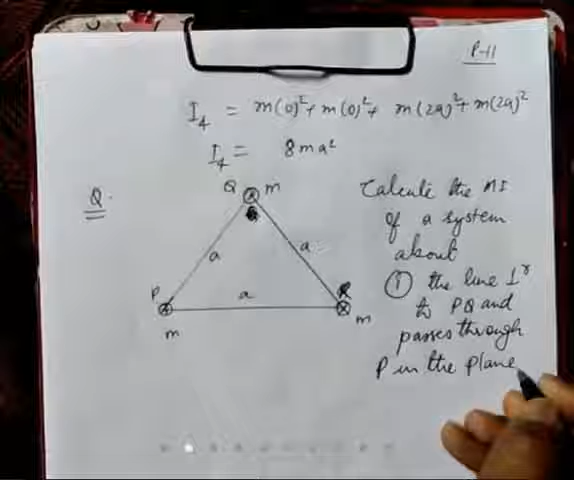 P-11
I4 = m(0)²+ m(0)²+ m(2a)²+ m(2a)²
I4 = 8ma²
Q.
Q m
a a
P a R
m m
Calculate the MI
of a system
about
① the line ⊥r
to PQ and
passes through
P in the plane